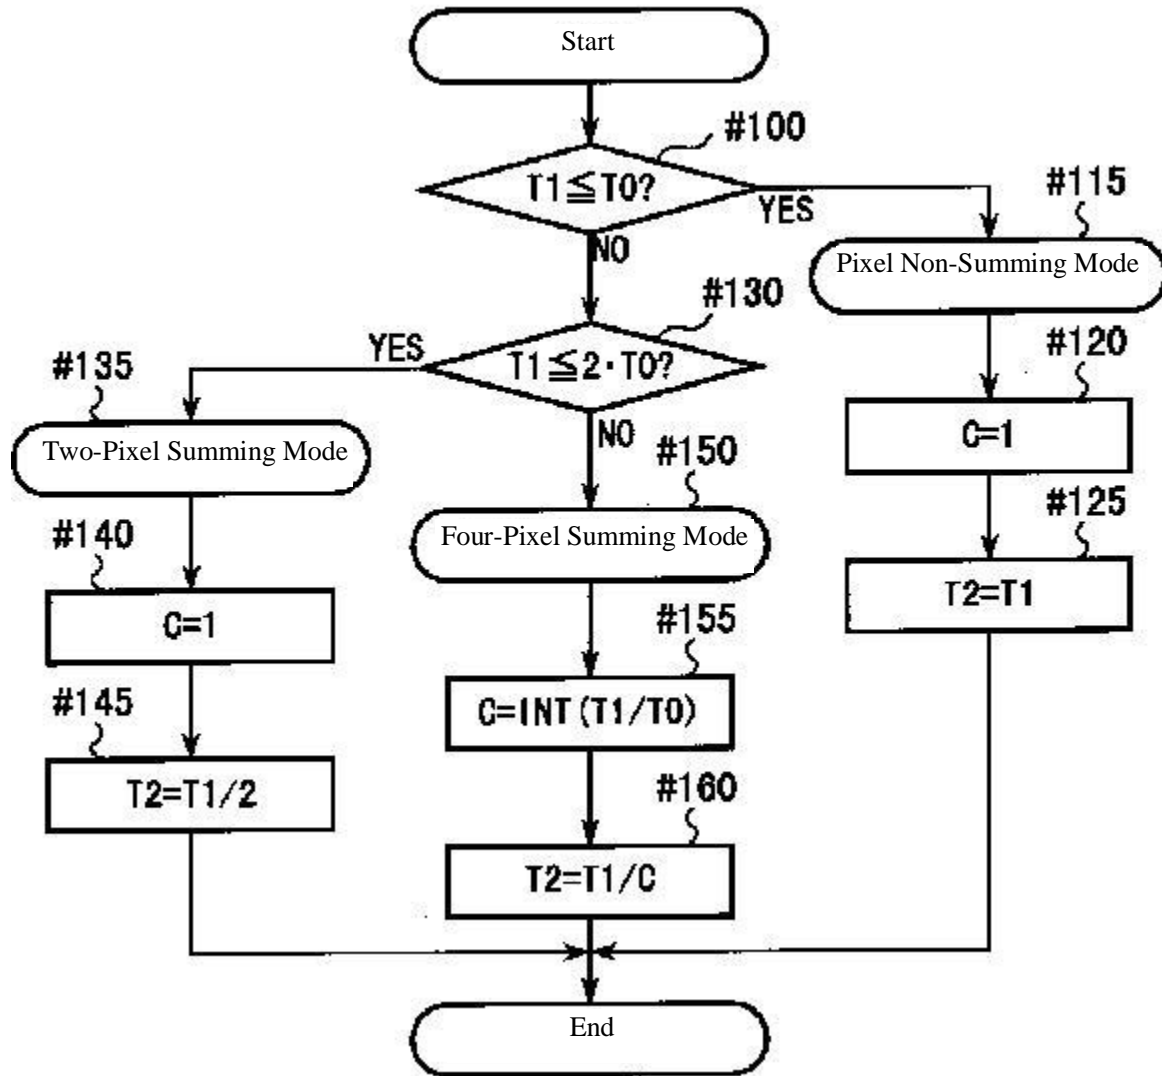 Start
#100
T1≦T0?
YES
#115
NO
Pixel Non-Summing Mode
#130
YES
T1≦2・T0?
#120
#135
C=1
NO
Two-Pixel Summing Mode
#150
#125
Four-Pixel Summing Mode
#140
T2=T1
C=1
#155
#145
C=INT(T1/T0)
T2=T1/2
#160
T2=T1/C
End